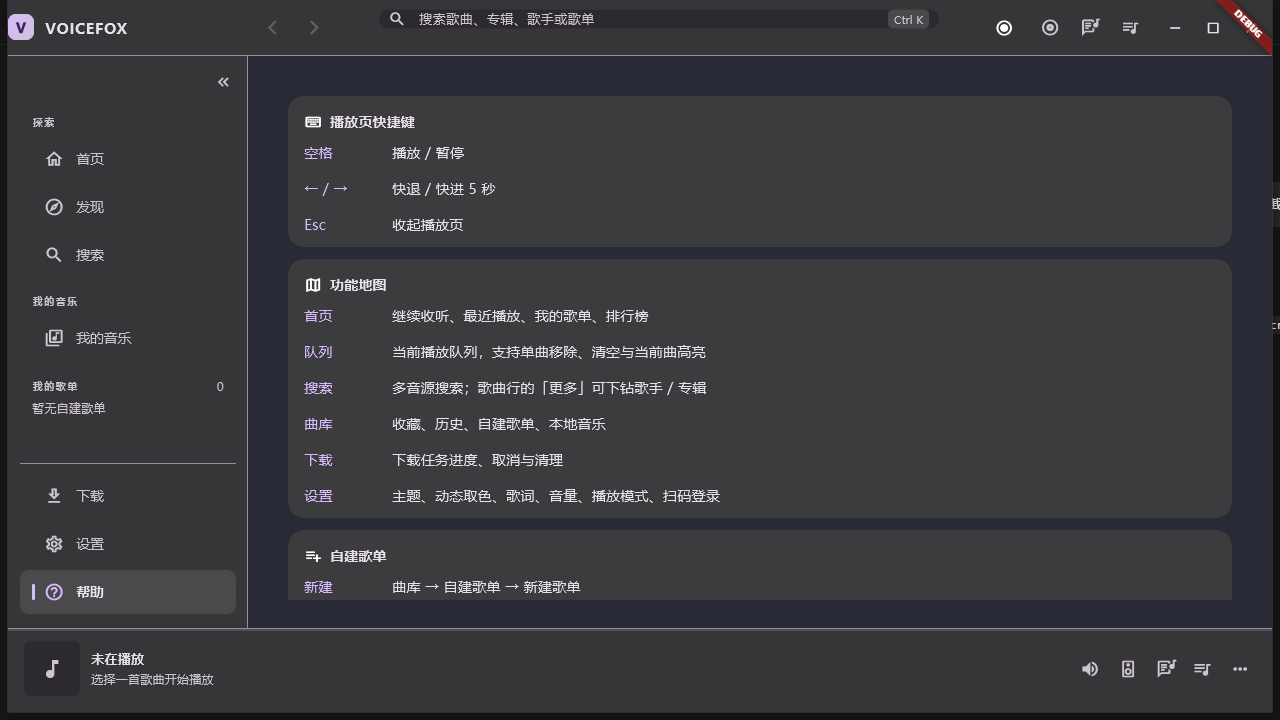 V VOICEFOX
搜索歌曲、专辑、歌手或歌单 Ctrl K
DEBUG
探索
首页
发现
搜索
我的音乐
我的音乐
我的歌单 0
暂无自建歌单
下载
设置
帮助
播放页快捷键
空格 播放 / 暂停
← / → 快退 / 快进 5 秒
Esc 收起播放页
功能地图
首页 继续收听、最近播放、我的歌单、排行榜
队列 当前播放队列，支持单曲移除、清空与当前曲高亮
搜索 多音源搜索；歌曲行的「更多」可下钻歌手 / 专辑
曲库 收藏、历史、自建歌单、本地音乐
下载 下载任务进度、取消与清理
设置 主题、动态取色、歌词、音量、播放模式、扫码登录
自建歌单
新建 曲库 → 自建歌单 → 新建歌单
未在播放
选择一首歌曲开始播放